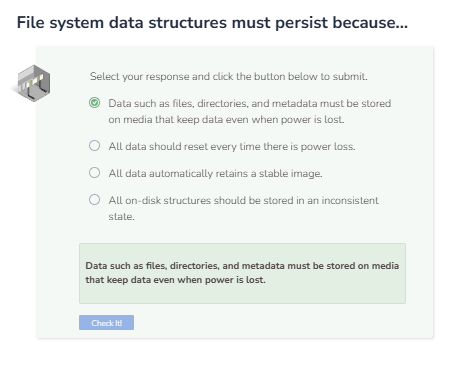 File system data structures must persist because...
Select your response and click the button below to submit.
Data such as files, directories, and metadata must be stored
on media that keep data even when power is lost.
All data should reset every time there is power loss.
All data automatically retains a stable image.
All on-disk structures should be stored in an inconsistent
state.
Data such as files, directories, and metadata must be stored on media
that keep data even when power is lost.
Check It!